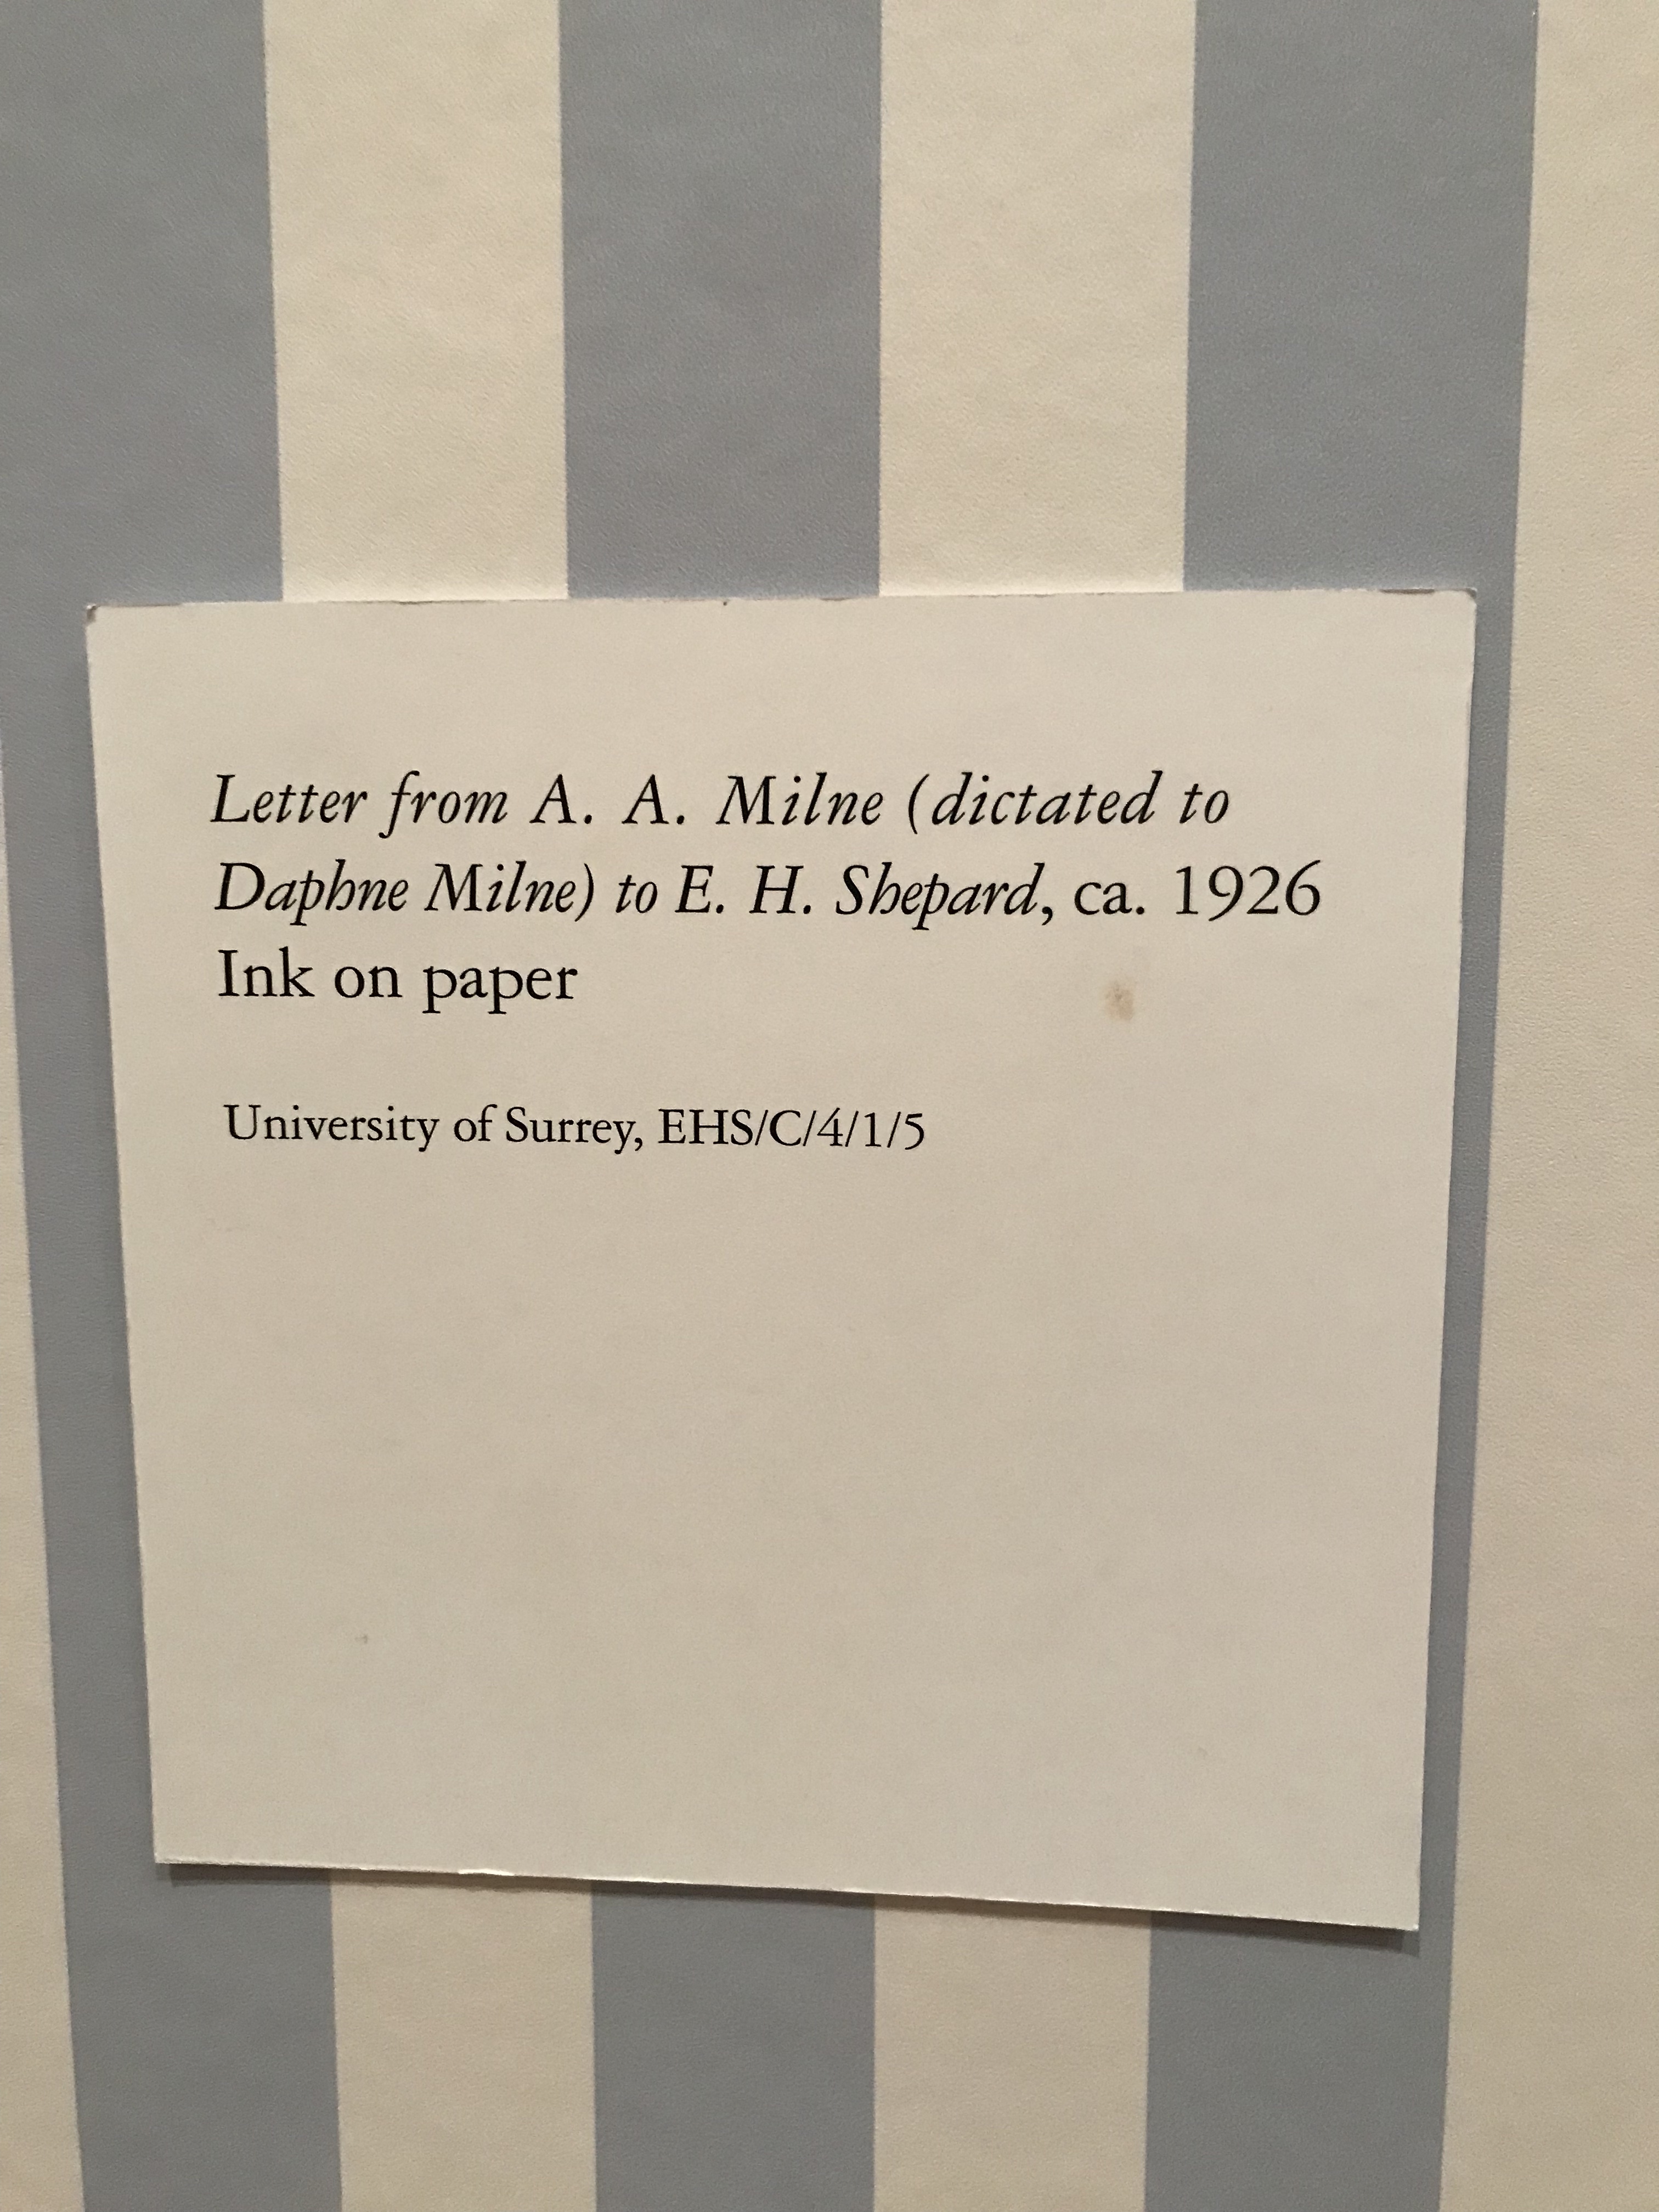 Letter from A. A. Milne (dictated to
Daphne Milne) to E. H. Shepard, ca. 1926
Ink on paper
University of Surrey, EHS/C/4/1/5